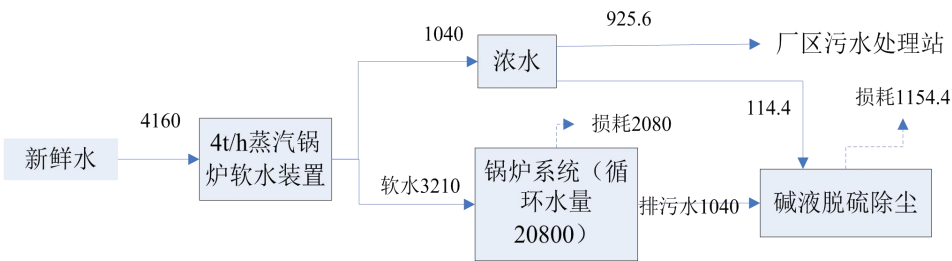 925.6
1040
浓水
厂区污水处理站
114.4
损耗1154.4
4160
新鲜水
4t/h蒸汽锅
炉软水装置
损耗2080
软水3210
锅炉系统（循
环水量
20800）
排污水1040
碱液脱硫除尘